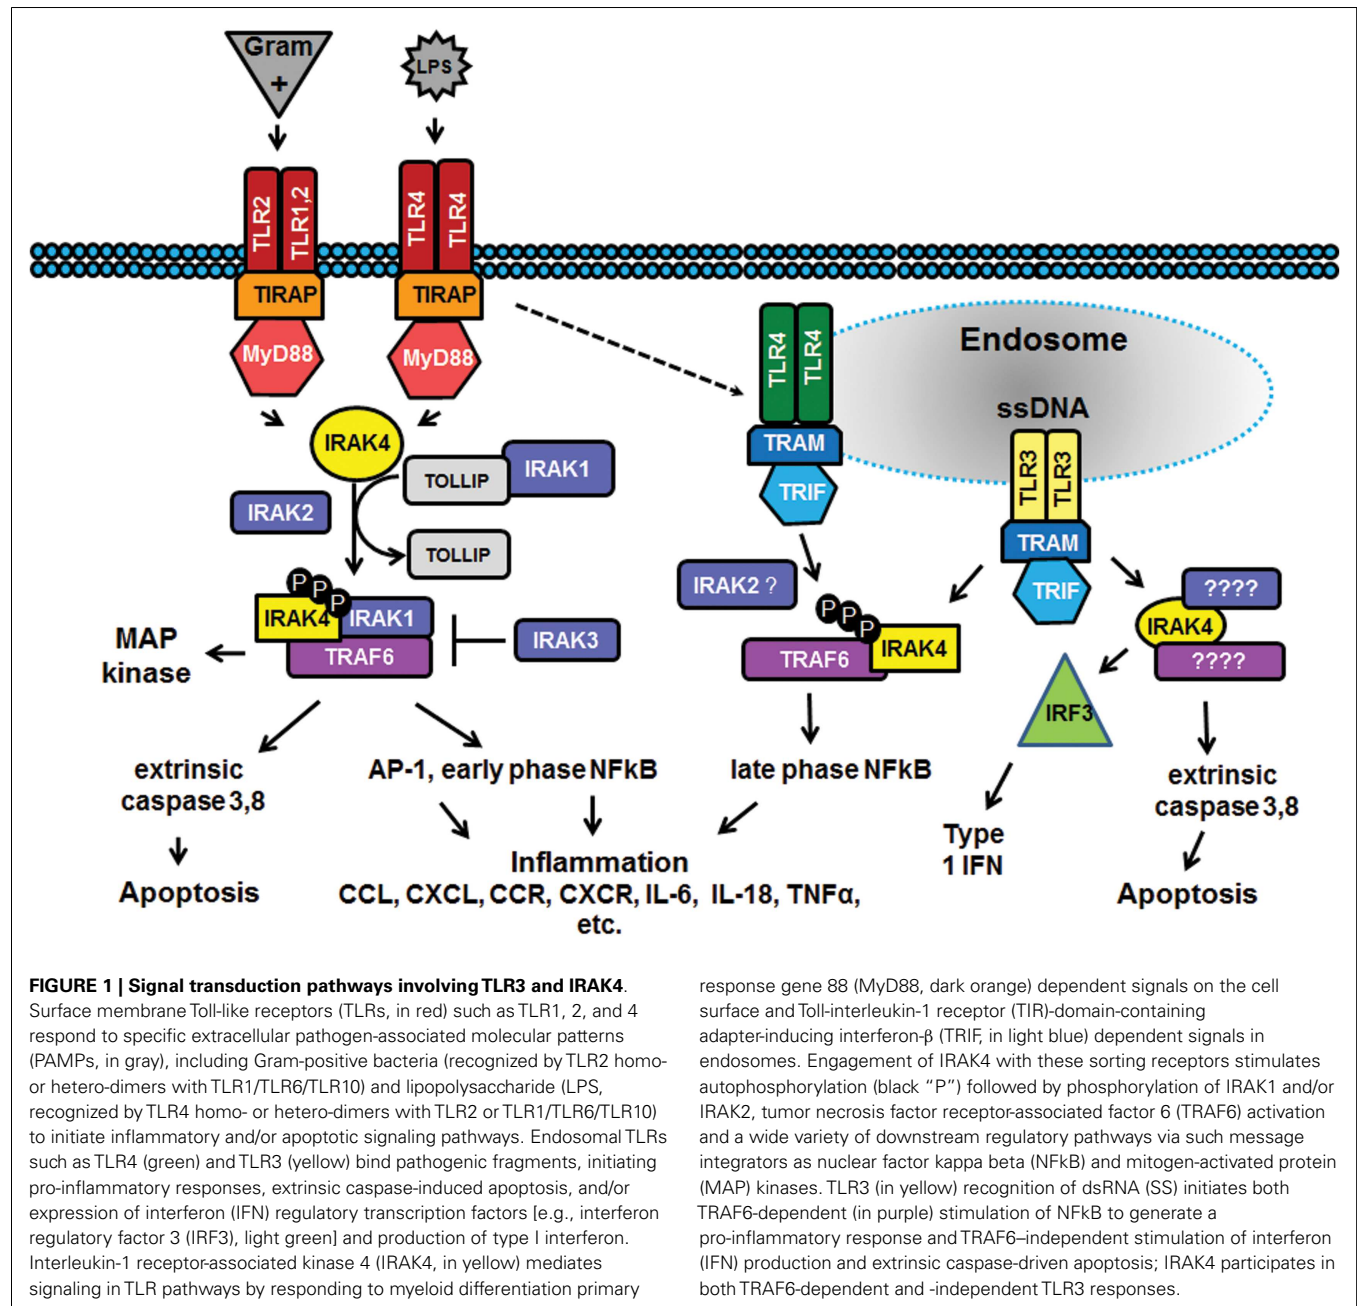 Gram
+
LPS
TLR2
TLR1,2
TLR4
TLR4
TIRAP
TIRAP
MyD88
MyD88
TLR4
TLR4
Endosome
ssDNA
TRAM
TRIF
TLR3
TLR3
TRAM
TRIF
IRAK4
TOLLIP
IRAK1
IRAK2
TOLLIP
P
P
P
IRAK4
IRAK1
TRAF6
IRAK3
MAP
kinase
IRAK2 ?
P
P
P
TRAF6
IRAK4
????
IRAK4
????
IRF3
extrinsic
caspase 3,8
AP-1, early phase NFkB
late phase NFkB
Type
1 IFN
extrinsic
caspase 3,8
Apoptosis
Inflammation
CCL, CXCL, CCR, CXCR, IL-6, IL-18, TNFα,
etc.
Apoptosis
FIGURE 1 | Signal transduction pathways involving TLR3 and IRAK4.
Surface membrane Toll-like receptors (TLRs, in red) such as TLR1, 2, and 4
respond to specific extracellular pathogen-associated molecular patterns
(PAMPs, in gray), including Gram-positive bacteria (recognized by TLR2 homo-
or hetero-dimers with TLR1/TLR6/TLR10) and lipopolysaccharide (LPS,
recognized by TLR4 homo- or hetero-dimers with TLR2 or TLR1/TLR6/TLR10)
to initiate inflammatory and/or apoptotic signaling pathways. Endosomal TLRs
such as TLR4 (green) and TLR3 (yellow) bind pathogenic fragments, initiating
pro-inflammatory responses, extrinsic caspase-induced apoptosis, and/or
expression of interferon (IFN) regulatory transcription factors [e.g., interferon
regulatory factor 3 (IRF3), light green] and production of type I interferon.
Interleukin-1 receptor-associated kinase 4 (IRAK4, in yellow) mediates
signaling in TLR pathways by responding to myeloid differentiation primary
response gene 88 (MyD88, dark orange) dependent signals on the cell
surface and Toll-interleukin-1 receptor (TIR)-domain-containing
adapter-inducing interferon-β (TRIF, in light blue) dependent signals in
endosomes. Engagement of IRAK4 with these sorting receptors stimulates
autophosphorylation (black “P”) followed by phosphorylation of IRAK1 and/or
IRAK2, tumor necrosis factor receptor-associated factor 6 (TRAF6) activation
and a wide variety of downstream regulatory pathways via such message
integrators as nuclear factor kappa beta (NFkB) and mitogen-activated protein
(MAP) kinases. TLR3 (in yellow) recognition of dsRNA (SS) initiates both
TRAF6-dependent (in purple) stimulation of NFkB to generate a
pro-inflammatory response and TRAF6–independent stimulation of interferon
(IFN) production and extrinsic caspase-driven apoptosis; IRAK4 participates in
both TRAF6-dependent and -independent TLR3 responses.